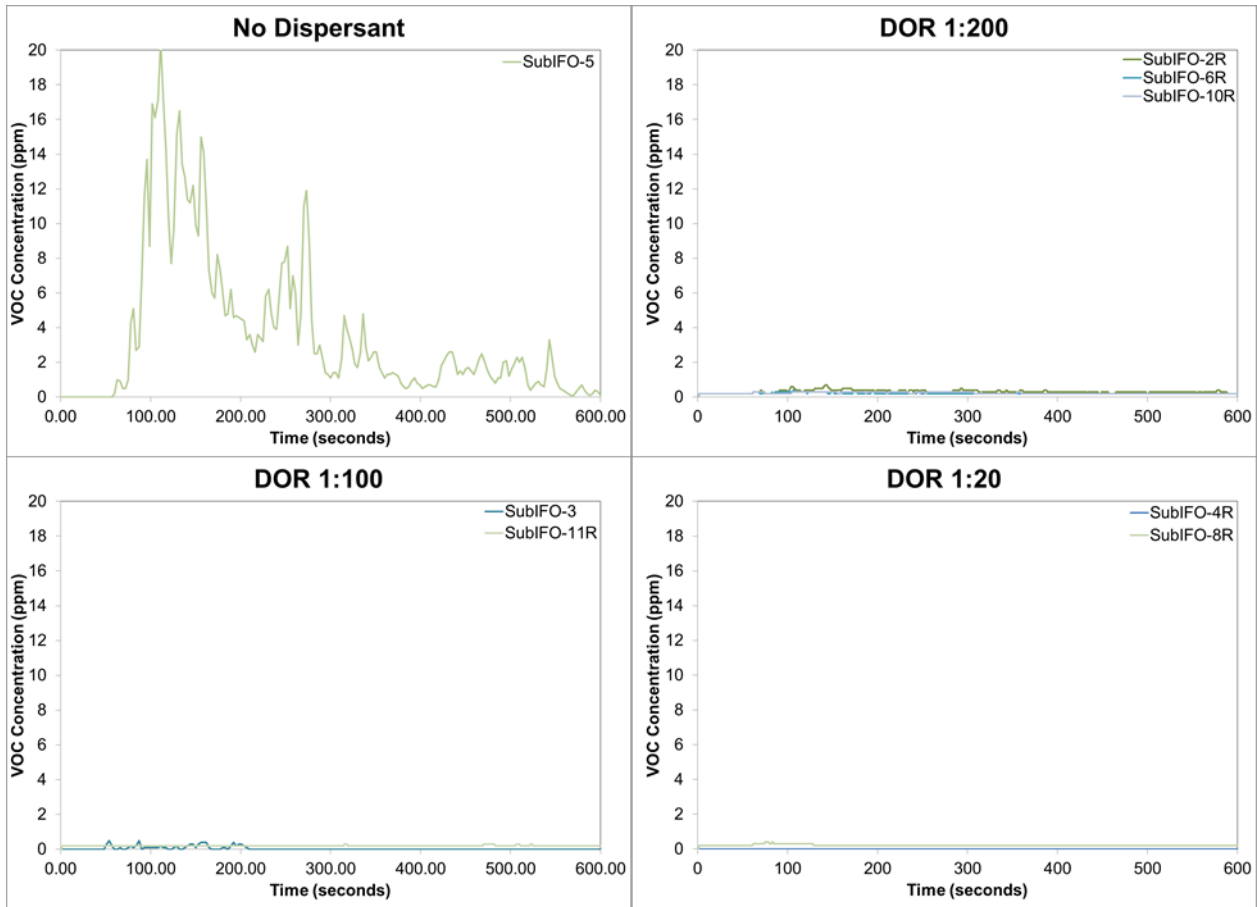 No Dispersant
SubIFO-5
VOC Concentration (ppm)
20
18
16
14
12
10
8
6
4
2
0
0.00 100.00 200.00 300.00 400.00 500.00 600.00
Time (seconds)
DOR 1:200
SubIFO-2R
SubIFO-6R
SubIFO-10R
VOC Concentration (ppm)
20
18
16
14
12
10
8
6
4
2
0
0 100 200 300 400 500 600
Time (seconds)
DOR 1:100
SubIFO-3
SubIFO-11R
VOC Concentration (ppm)
20
18
16
14
12
10
8
6
4
2
0
0.00 100.00 200.00 300.00 400.00 500.00 600.00
Time (seconds)
DOR 1:20
SubIFO-4R
SubIFO-8R
VOC Concentration (ppm)
20
18
16
14
12
10
8
6
4
2
0
0 100 200 300 400 500 600
Time (seconds)